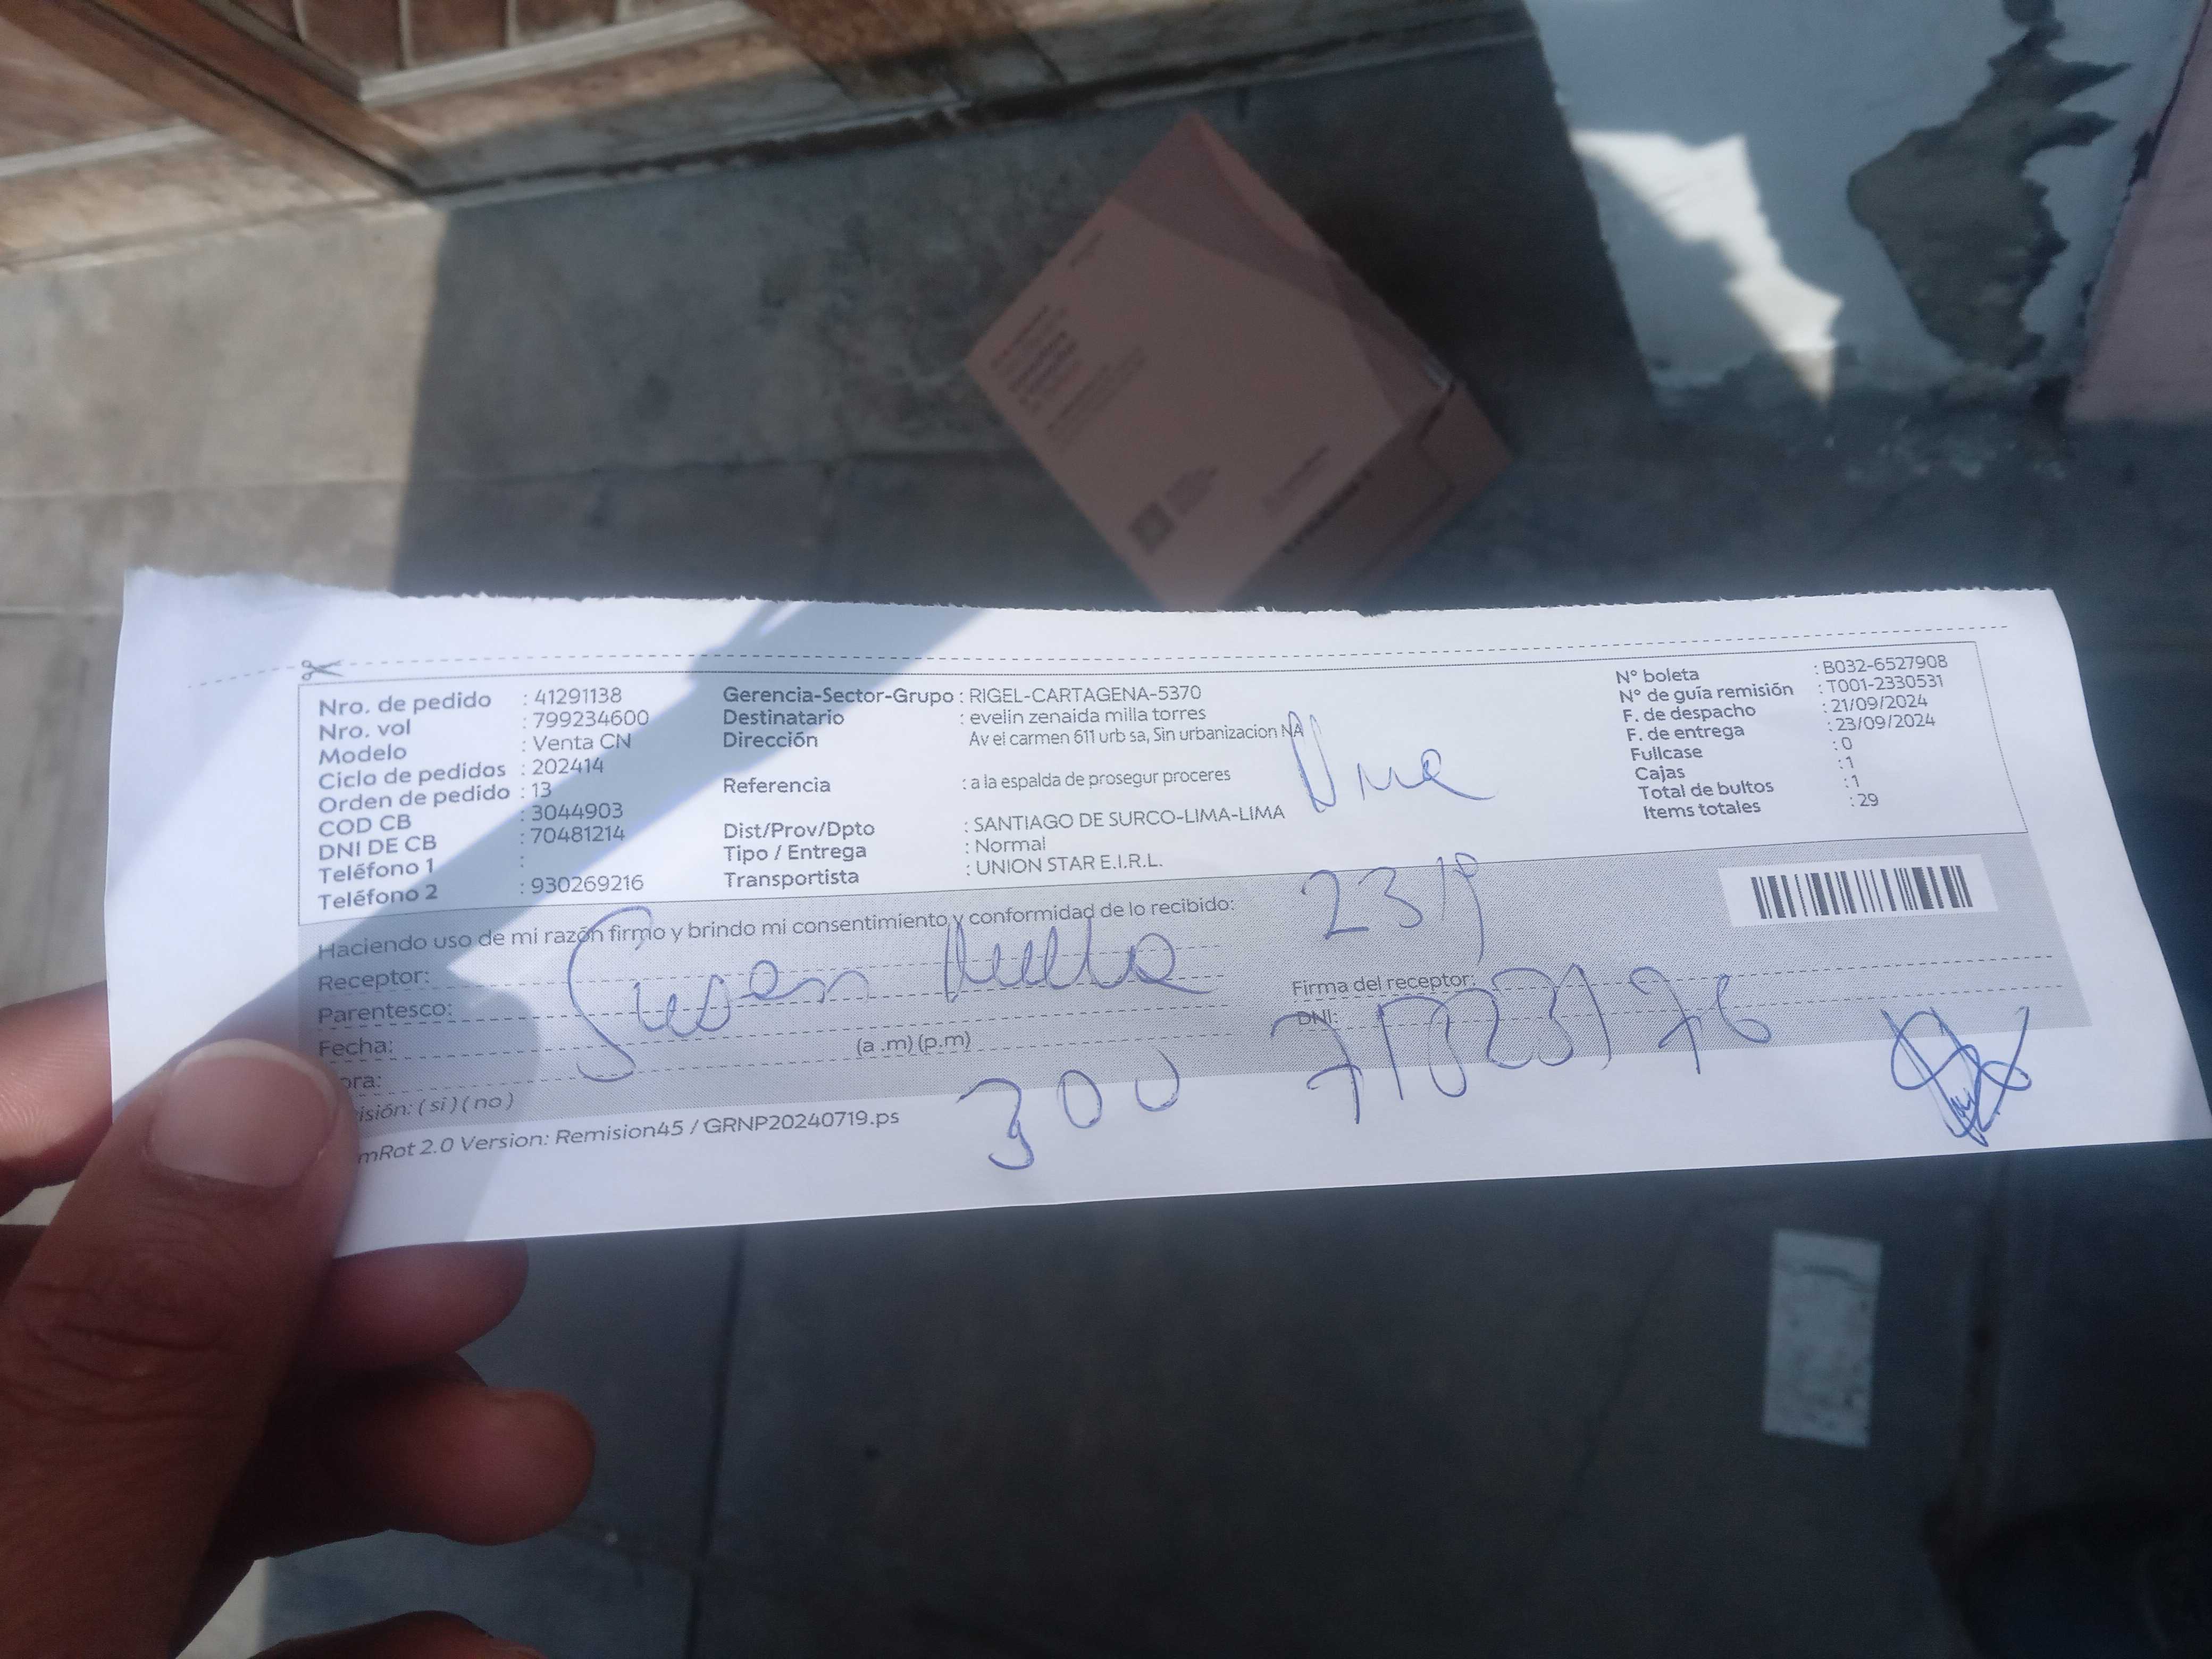 Nro. de pedido : 41291138
Nro. vol : 799234600
Modelo : Venta CN
Ciclo de pedidos : 202414
Orden de pedido : 13
COD CB : 3044903
DNI DE CB : 70481214
Teléfono 1 :
Teléfono 2 : 930269216
Gerencia-Sector-Grupo : RIGEL-CARTAGENA-5370
Destinatario : evelin zenaida milla torres
Dirección Av el carmen 611 urb sa, Sin urbanizacion NA
Referencia : a la espalda de prosegur proceres
Dist/Prov/Dpto : SANTIAGO DE SURCO-LIMA-LIMA
Tipo / Entrega : Normal
Transportista : UNION STAR E.I.R.L.
N° boleta : B032-6527908
N° de guía remisión : T001-2330531
F. de despacho : 21/09/2024
F. de entrega : 23/09/2024
Fullcase : 0
Cajas : 1
Total de bultos : 1
Items totales : 29
Haciendo uso de mi razón firmo y brindo mi consentimiento y conformidad de lo recibido:
Receptor: Susan
Parentesco:
Fecha:
ora: (a .m) (p.m)
isión: ( si ) ( no )
300
Firma del receptor:
DNI:
mRot 2.0 Version: Remision45 / GRNP20240719.ps